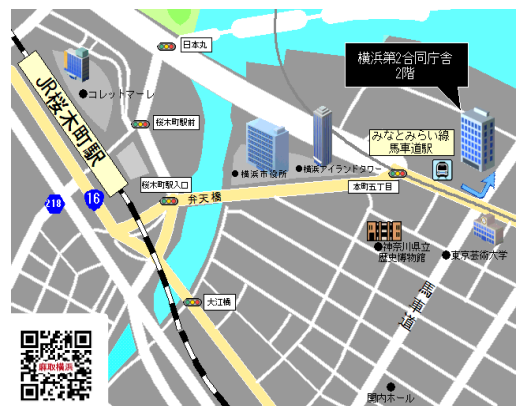 日本丸
横浜第2合同庁舎
2階
コレットマーレ
JR桜木町駅
桜木町駅前
みなとみらい線
馬車道駅
横浜市役所
横浜アイランドタワー
本町五丁目
桜木町駅入口
弁天橋
218
16
神奈川県立
歴史博物館
東京芸術大学
大江橋
馬車道
関内ホール
麻取横浜